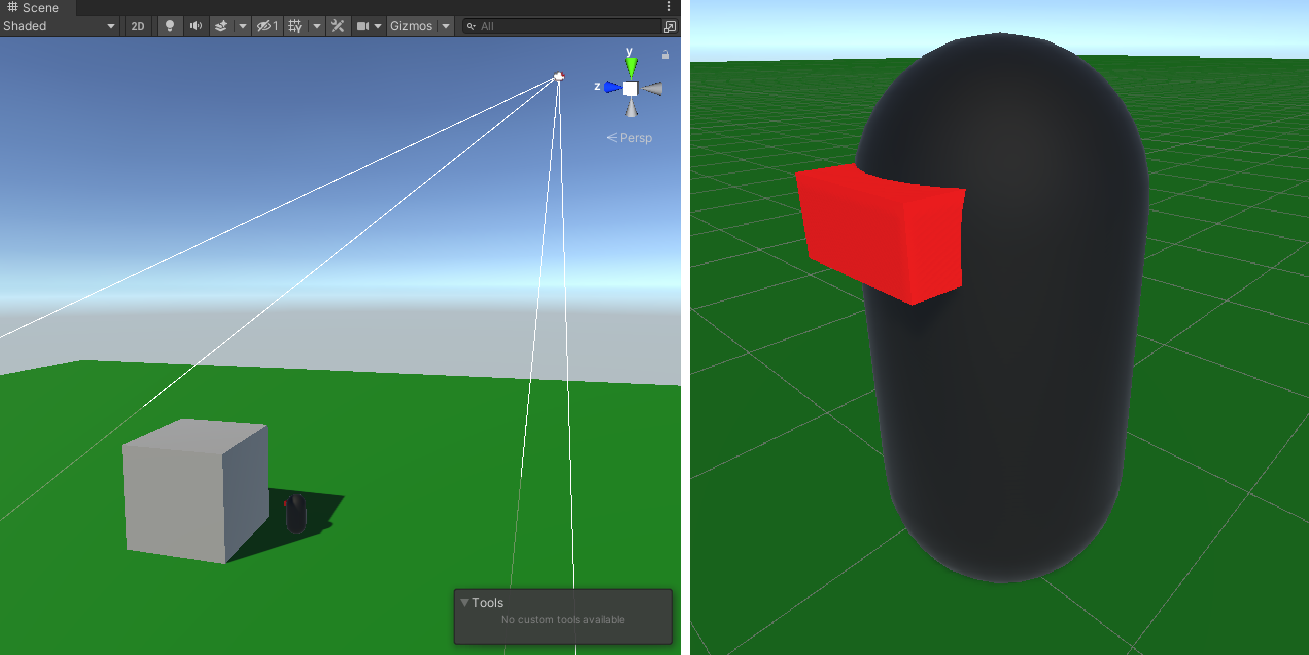 Scene
Shaded
2D
1
Gizmos
All
y
z
Persp
Tools
No custom tools available